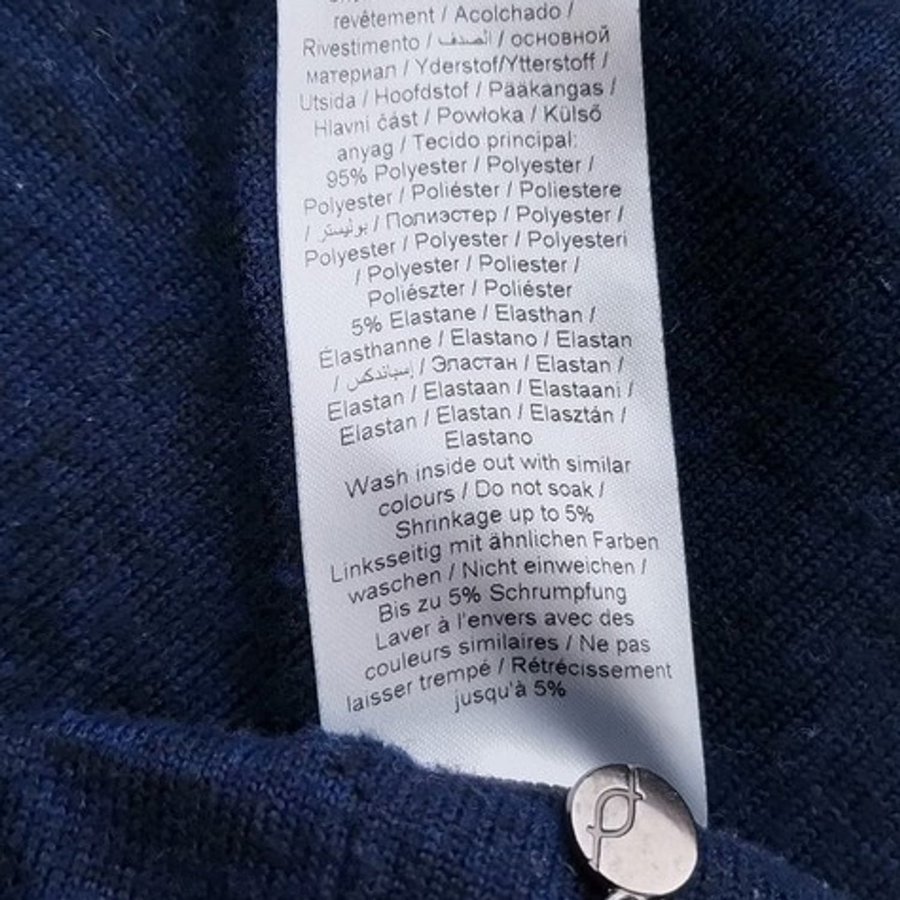 revêtement / Acolchado /
Rivestimento / الصدف / основной
материал / Yderstof/Ytterstoff /
Utsida / Hoofdstof / Pääkangas /
Hlavní část / Powłoka / Külső
anyag / Tecido principal:
95% Polyester / Polyester /
Polyester / Poliéster / Poliestere
/ بوليستر / Полиэстер / Polyester /
Polyester / Polyester / Polyesteri
/ Polyester / Poliester /
Poliészter / Poliéster
5% Elastane / Elasthan /
Élasthanne / Elastano / Elastan
/ إسباندكس / Эластан / Elastan /
Elastan / Elastaan / Elastaani /
Elastan / Elastan / Elasztán /
Elastano
Wash inside out with similar
colours / Do not soak /
Shrinkage up to 5%
Linksseitig mit ähnlichen Farben
waschen / Nicht einweichen /
Bis zu 5% Schrumpfung
Laver à l'envers avec des
couleurs similaires / Ne pas
laisser trempé / Rétrécissement
jusqu'à 5%